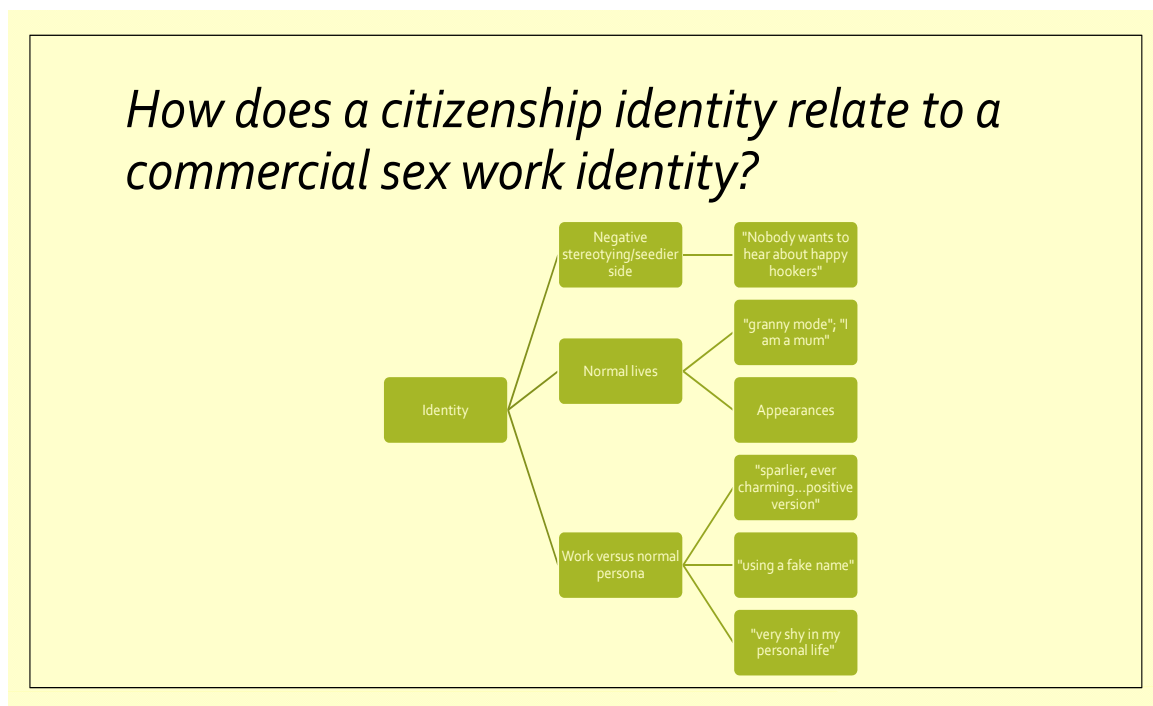 How does a citizenship identity relate to a
commercial sex work identity?
Negative
stereotying/seedier
side
"Nobody wants to
hear about happy
hookers"
"granny mode"; "I
am a mum"
Normal lives
Appearances
Identity
"sparlier, ever
charming...positive
version"
Work versus normal
persona
"using a fake name"
"very shy in my
personal life"